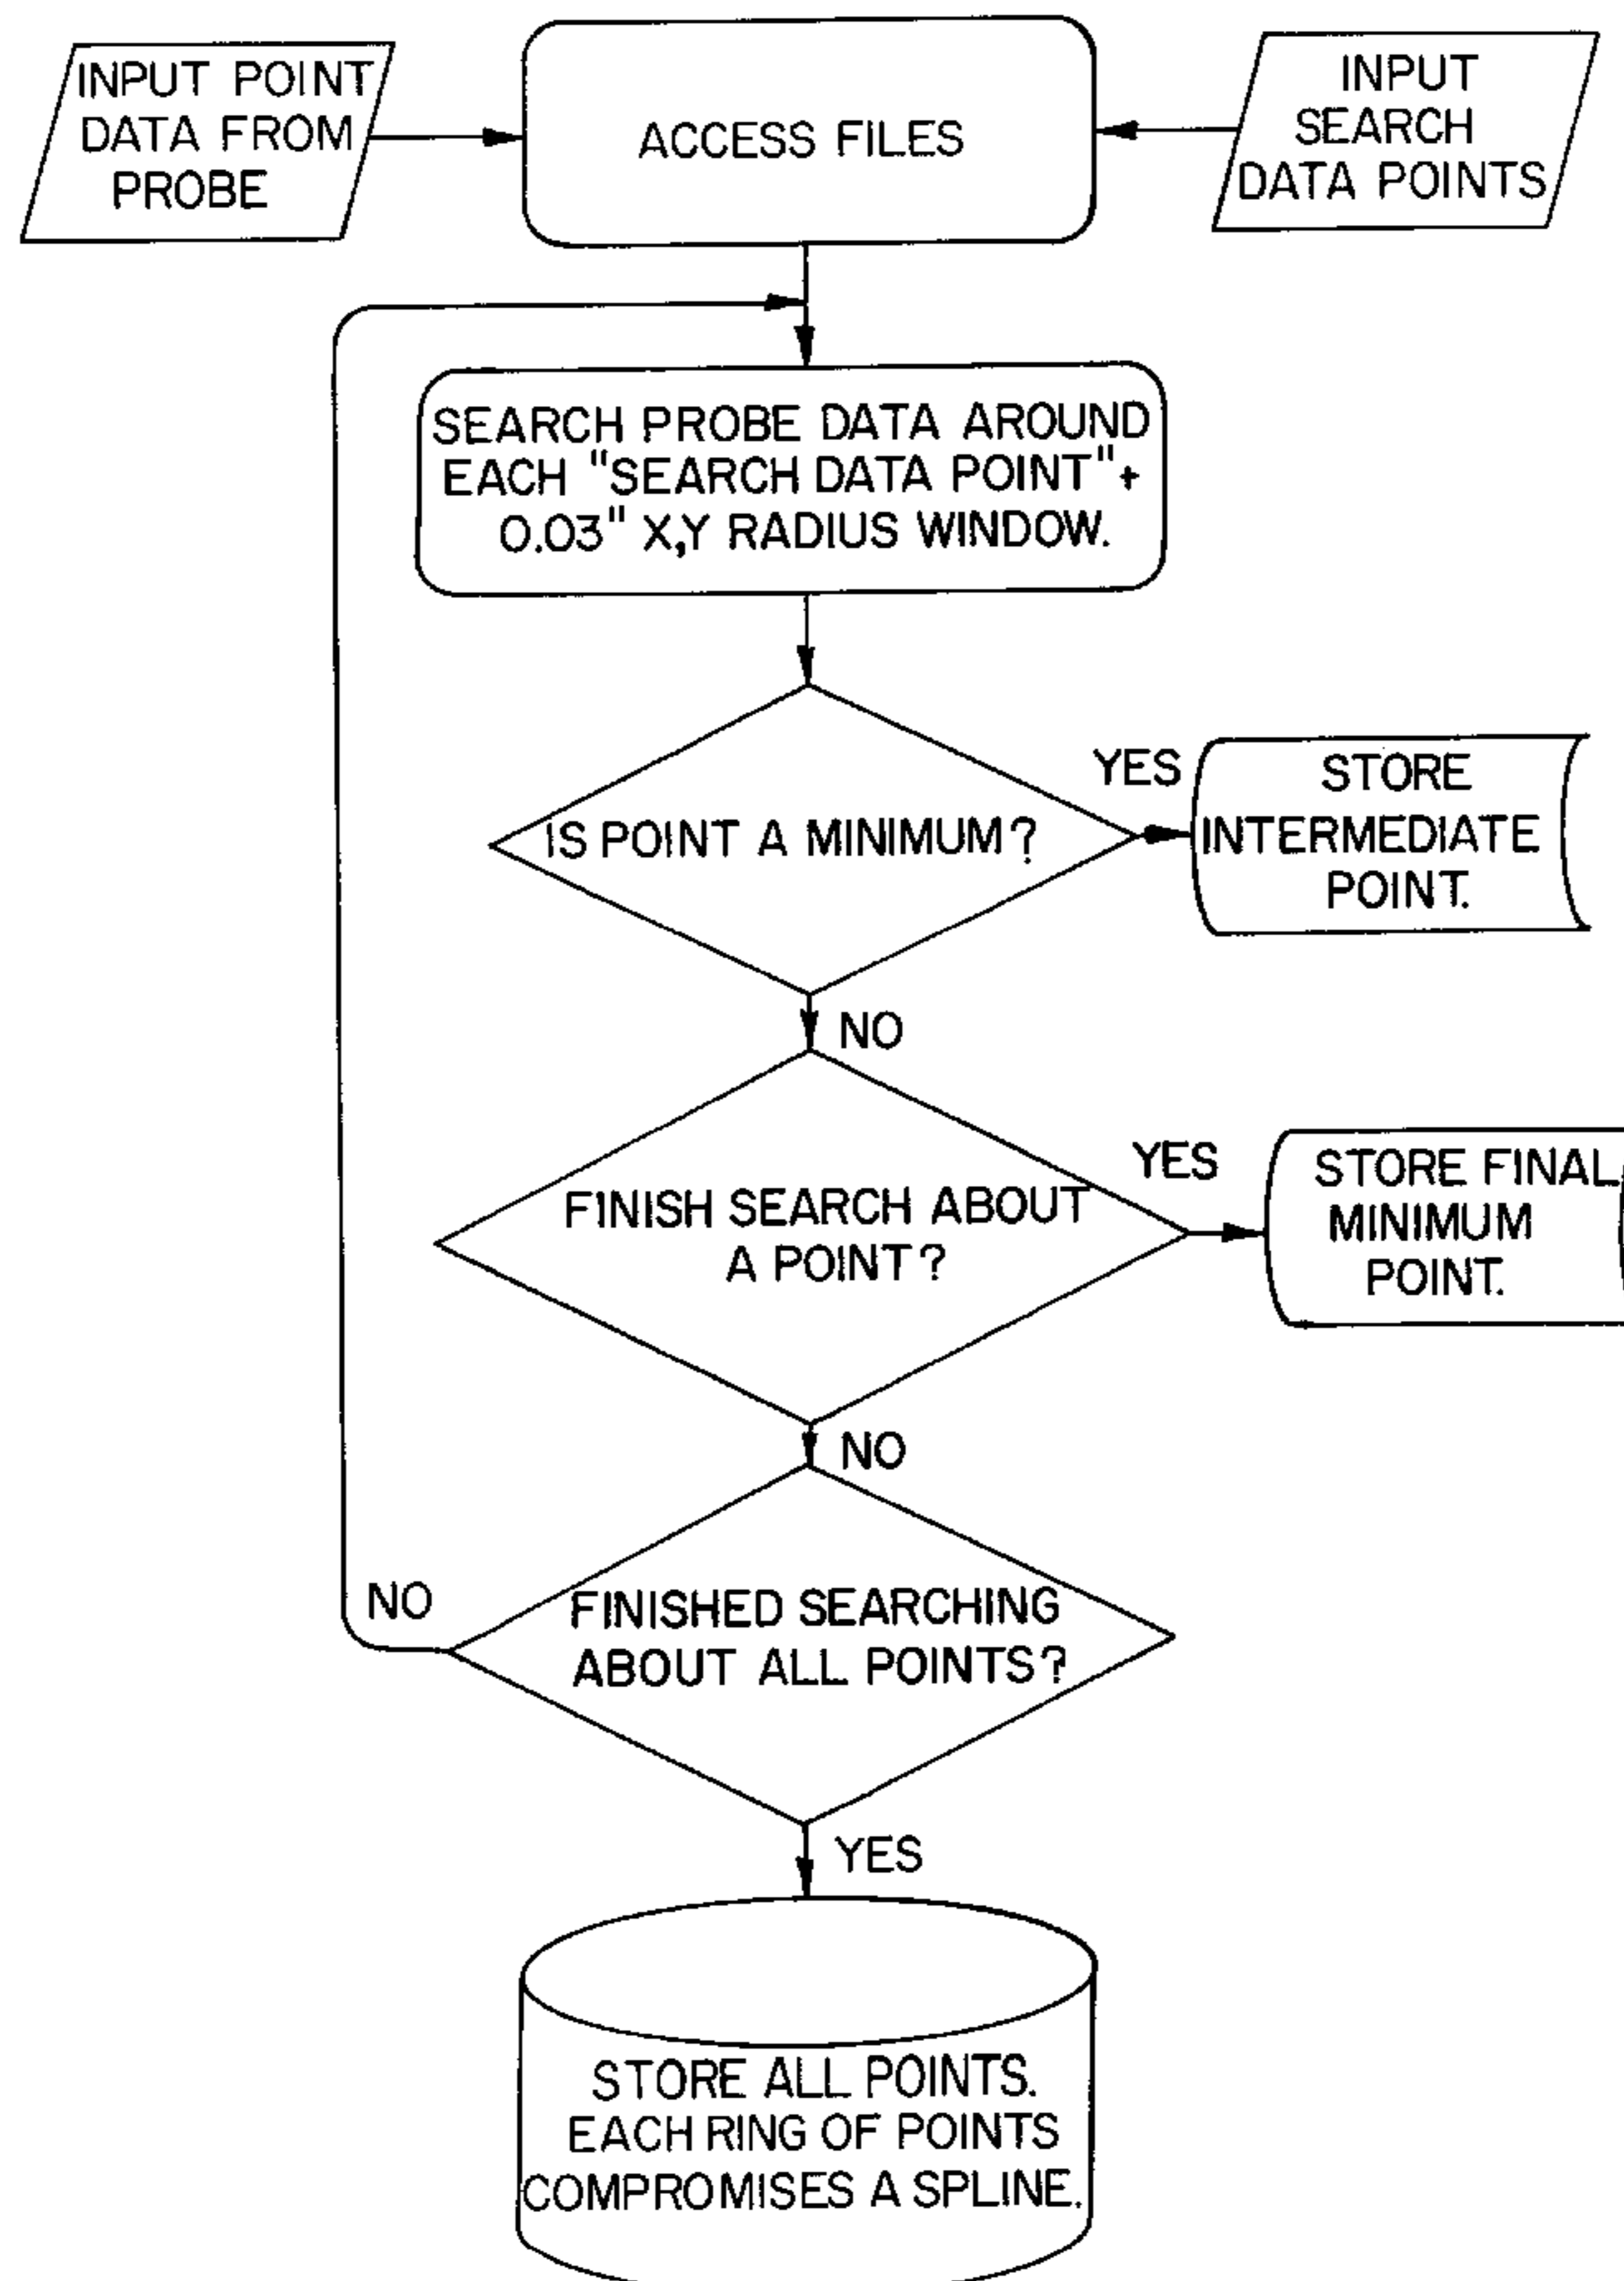 INPUT POINT
DATA FROM
PROBE
ACCESS FILES
INPUT
SEARCH
DATA POINTS
SEARCH PROBE DATA AROUND
EACH "SEARCH DATA POINT"+
0.03" X,Y RADIUS WINDOW.
IS POINT A MINIMUM?
YES
STORE
INTERMEDIATE
POINT.
NO
FINISH SEARCH ABOUT
A POINT?
YES
STORE FINAL
MINIMUM
POINT.
NO
FINISHED SEARCHING
ABOUT ALL POINTS?
NO
YES
STORE ALL POINTS.
EACH RING OF POINTS
COMPROMISES A SPLINE.